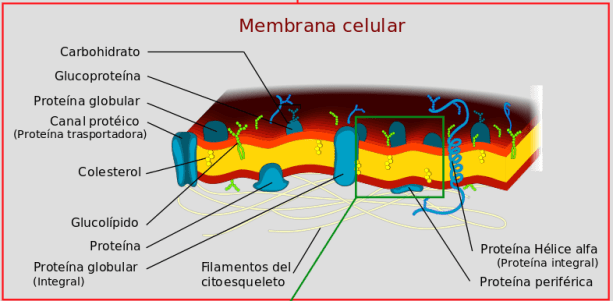 Membrana celular
Carbohidrato
Glucoproteína
Proteína globular
Canal protéico
(Proteína trasportadora)
Colesterol
Glucolípido
Proteína
Proteína globular
(Integral)
Filamentos del
citoesqueleto
Proteína Hélice alfa
(Proteína integral)
Proteína periférica